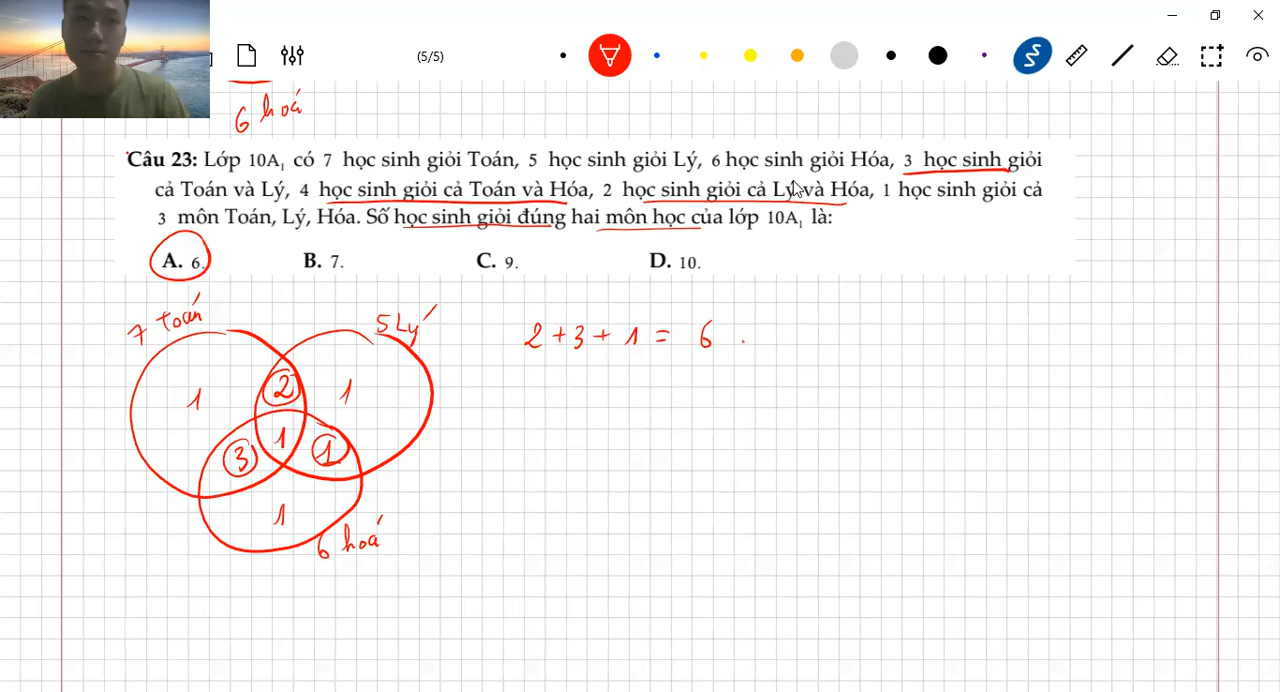 (5/5)
6 hoá
Câu 23: Lớp 10A₁ có 7 học sinh giỏi Toán, 5 học sinh giỏi Lý, 6 học sinh giỏi Hóa, 3 học sinh giỏi
cả Toán và Lý, 4 học sinh giỏi cả Toán và Hóa, 2 học sinh giỏi cả Lý và Hóa, 1 học sinh giỏi cả
3 môn Toán, Lý, Hóa. Số học sinh giỏi đúng hai môn học của lớp 10A₁ là:
A. 6. B. 7. C. 9. D. 10.
7 Toán
5 Lý
2 + 3 + 1 = 6 .
1 2 1
3 1 1
1
6 hoá